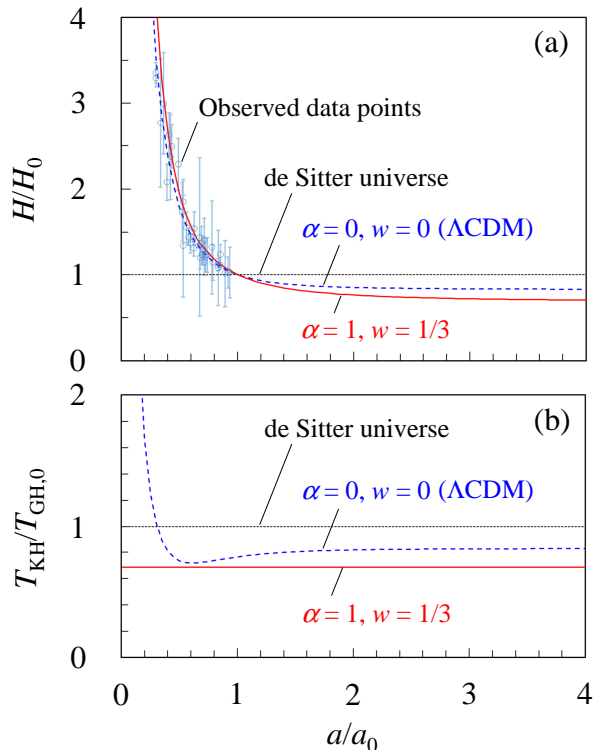 4
(a)
3
Observed data points
H/H0
2
de Sitter universe
α = 0, w = 0 (ΛCDM)
1
α = 1, w = 1/3
0
2
(b)
de Sitter universe
α = 0, w = 0 (ΛCDM)
TKH/TGH,0
1
α = 1, w = 1/3
0
0 1 2 3 4
a/a0